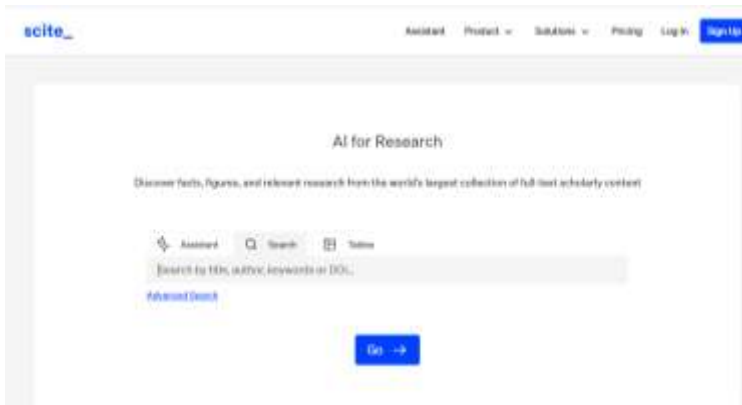 scite_
Assistant Product Solutions Pricing Log In Sign Up
AI for Research
Discover facts, figures, and relevant research from the world's largest collection of full-text scholarly content
Assistant Search Tables
Search by title, author, keywords or DOI...
Advanced Search
Go →